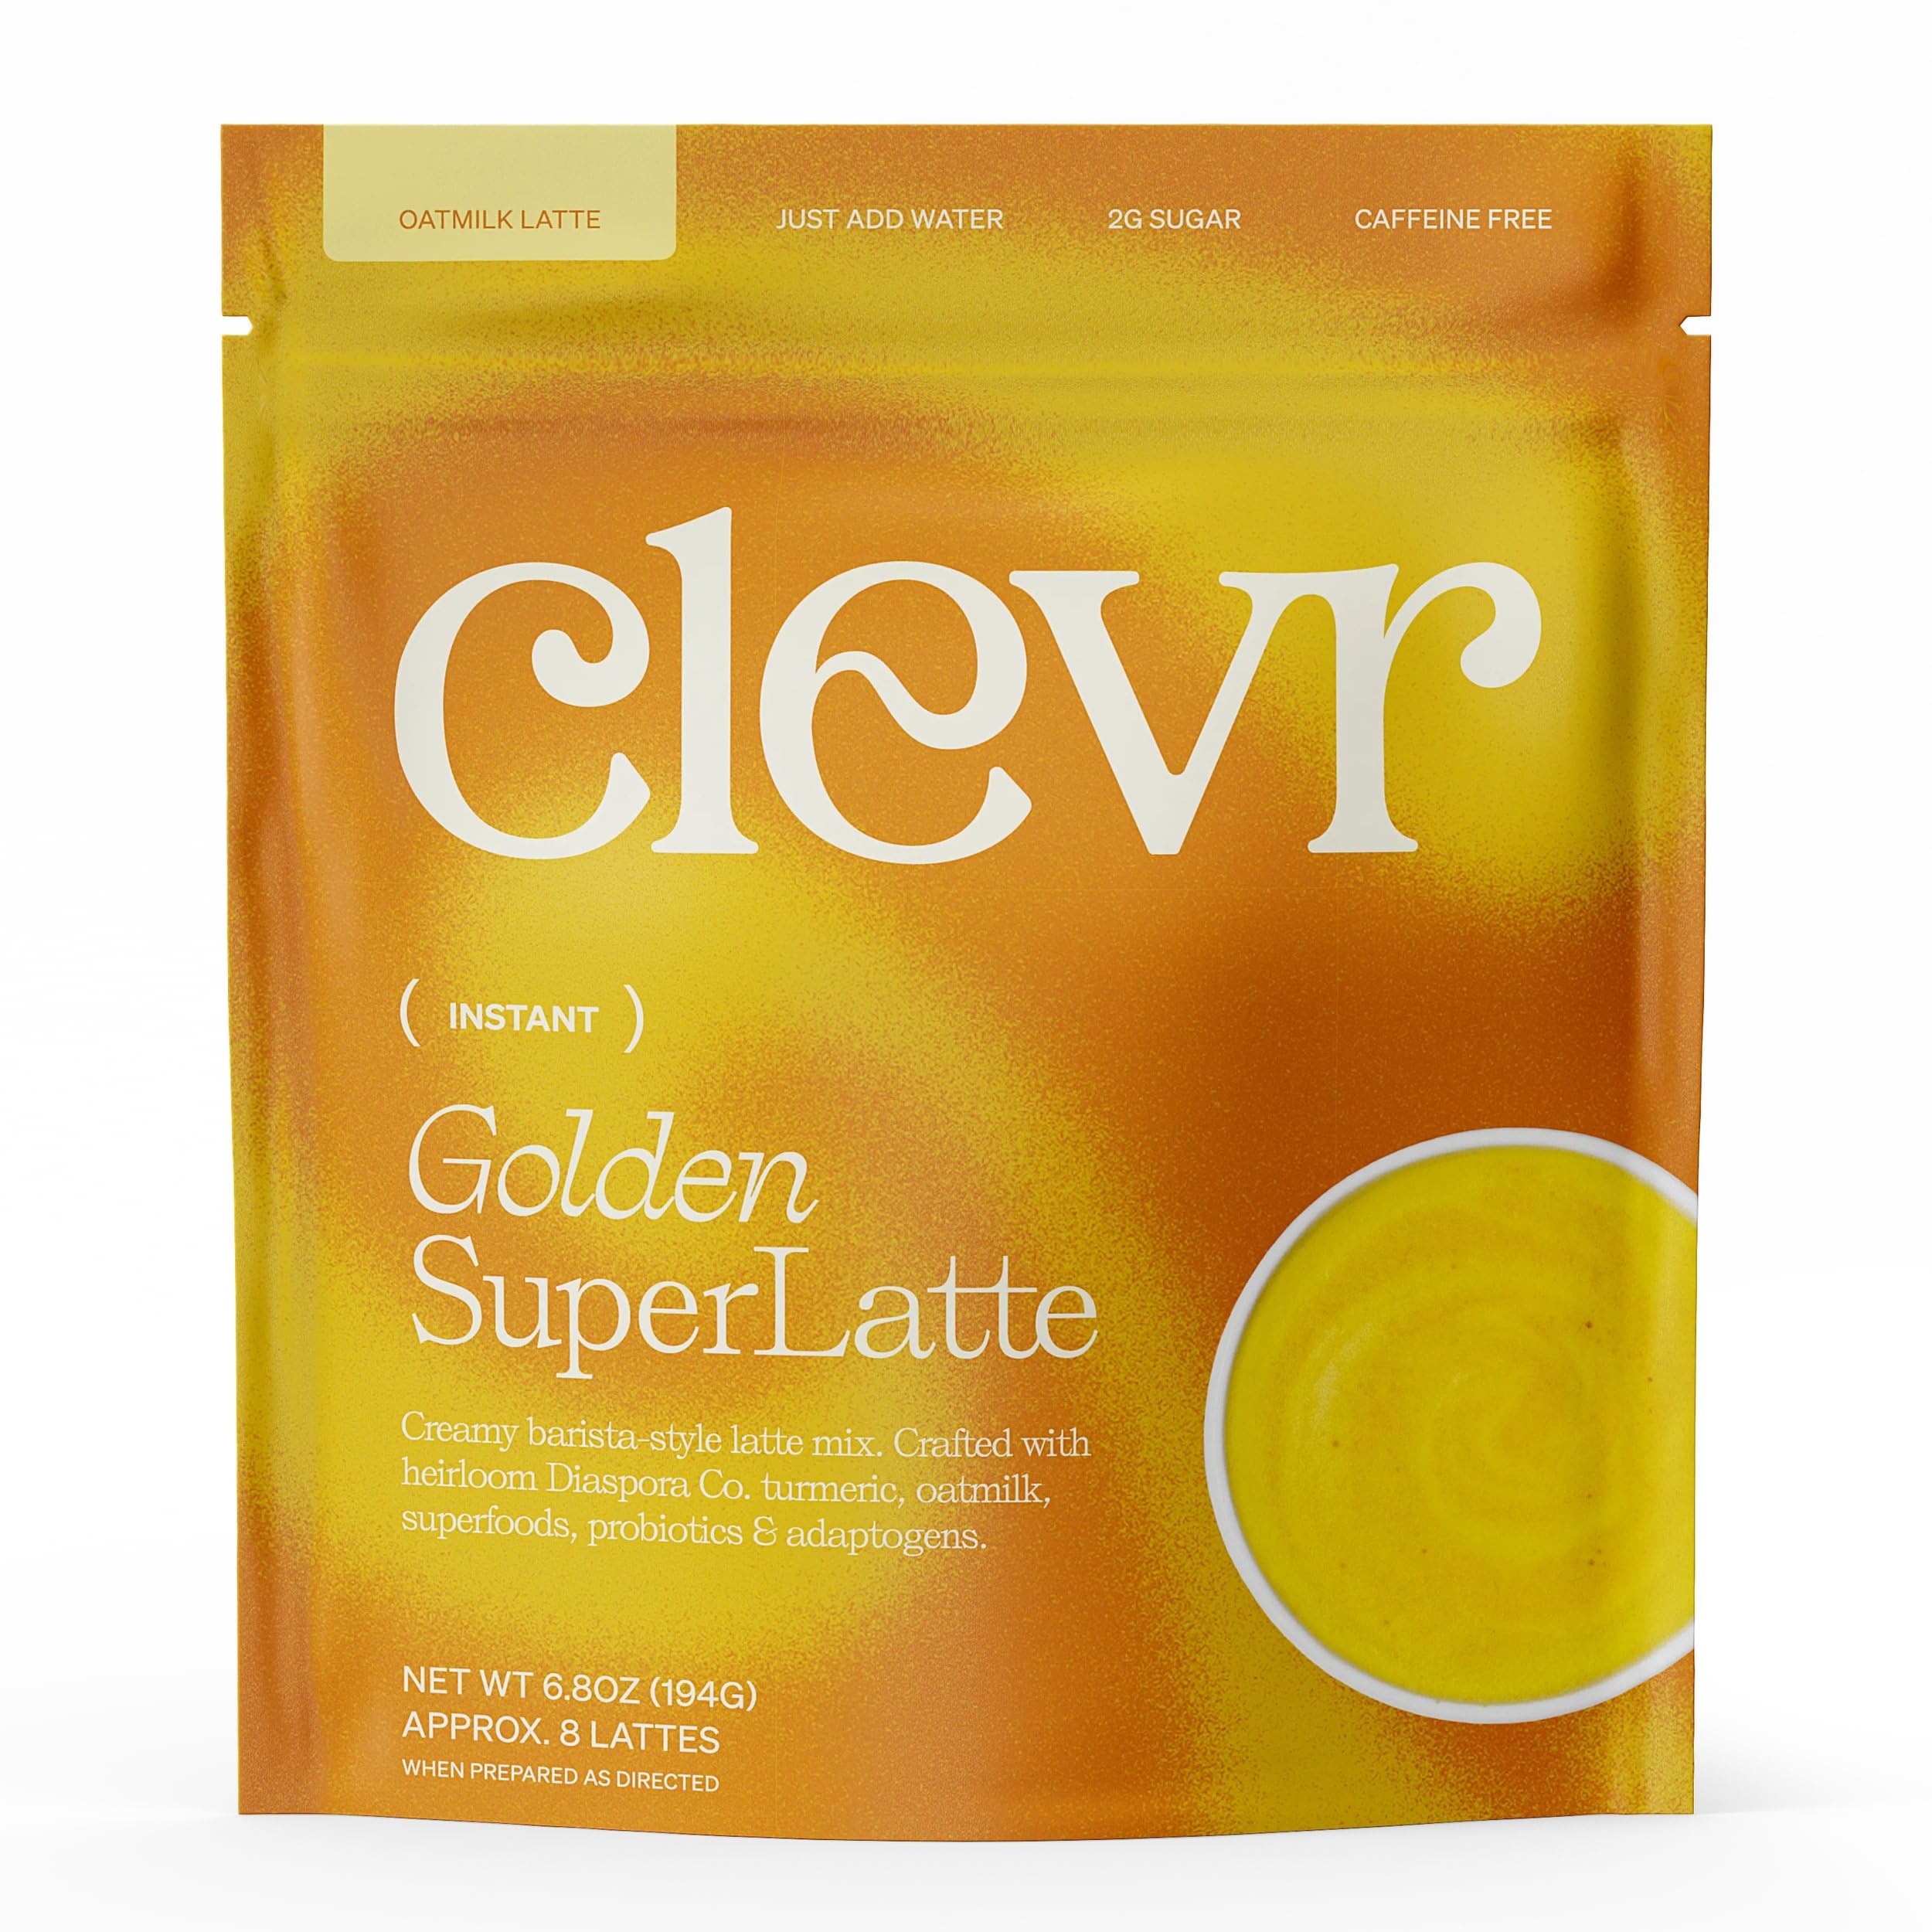 OATMILK LATTE JUST ADD WATER 2G SUGAR CAFFEINE FREE
clevr
( INSTANT )
Golden
SuperLatte
Creamy barista-style latte mix. Crafted with
heirloom Diaspora Co. turmeric, oatmilk,
superfoods, probiotics & adaptogens.
NET WT 6.8OZ (194G)
APPROX. 8 LATTES
WHEN PREPARED AS DIRECTED